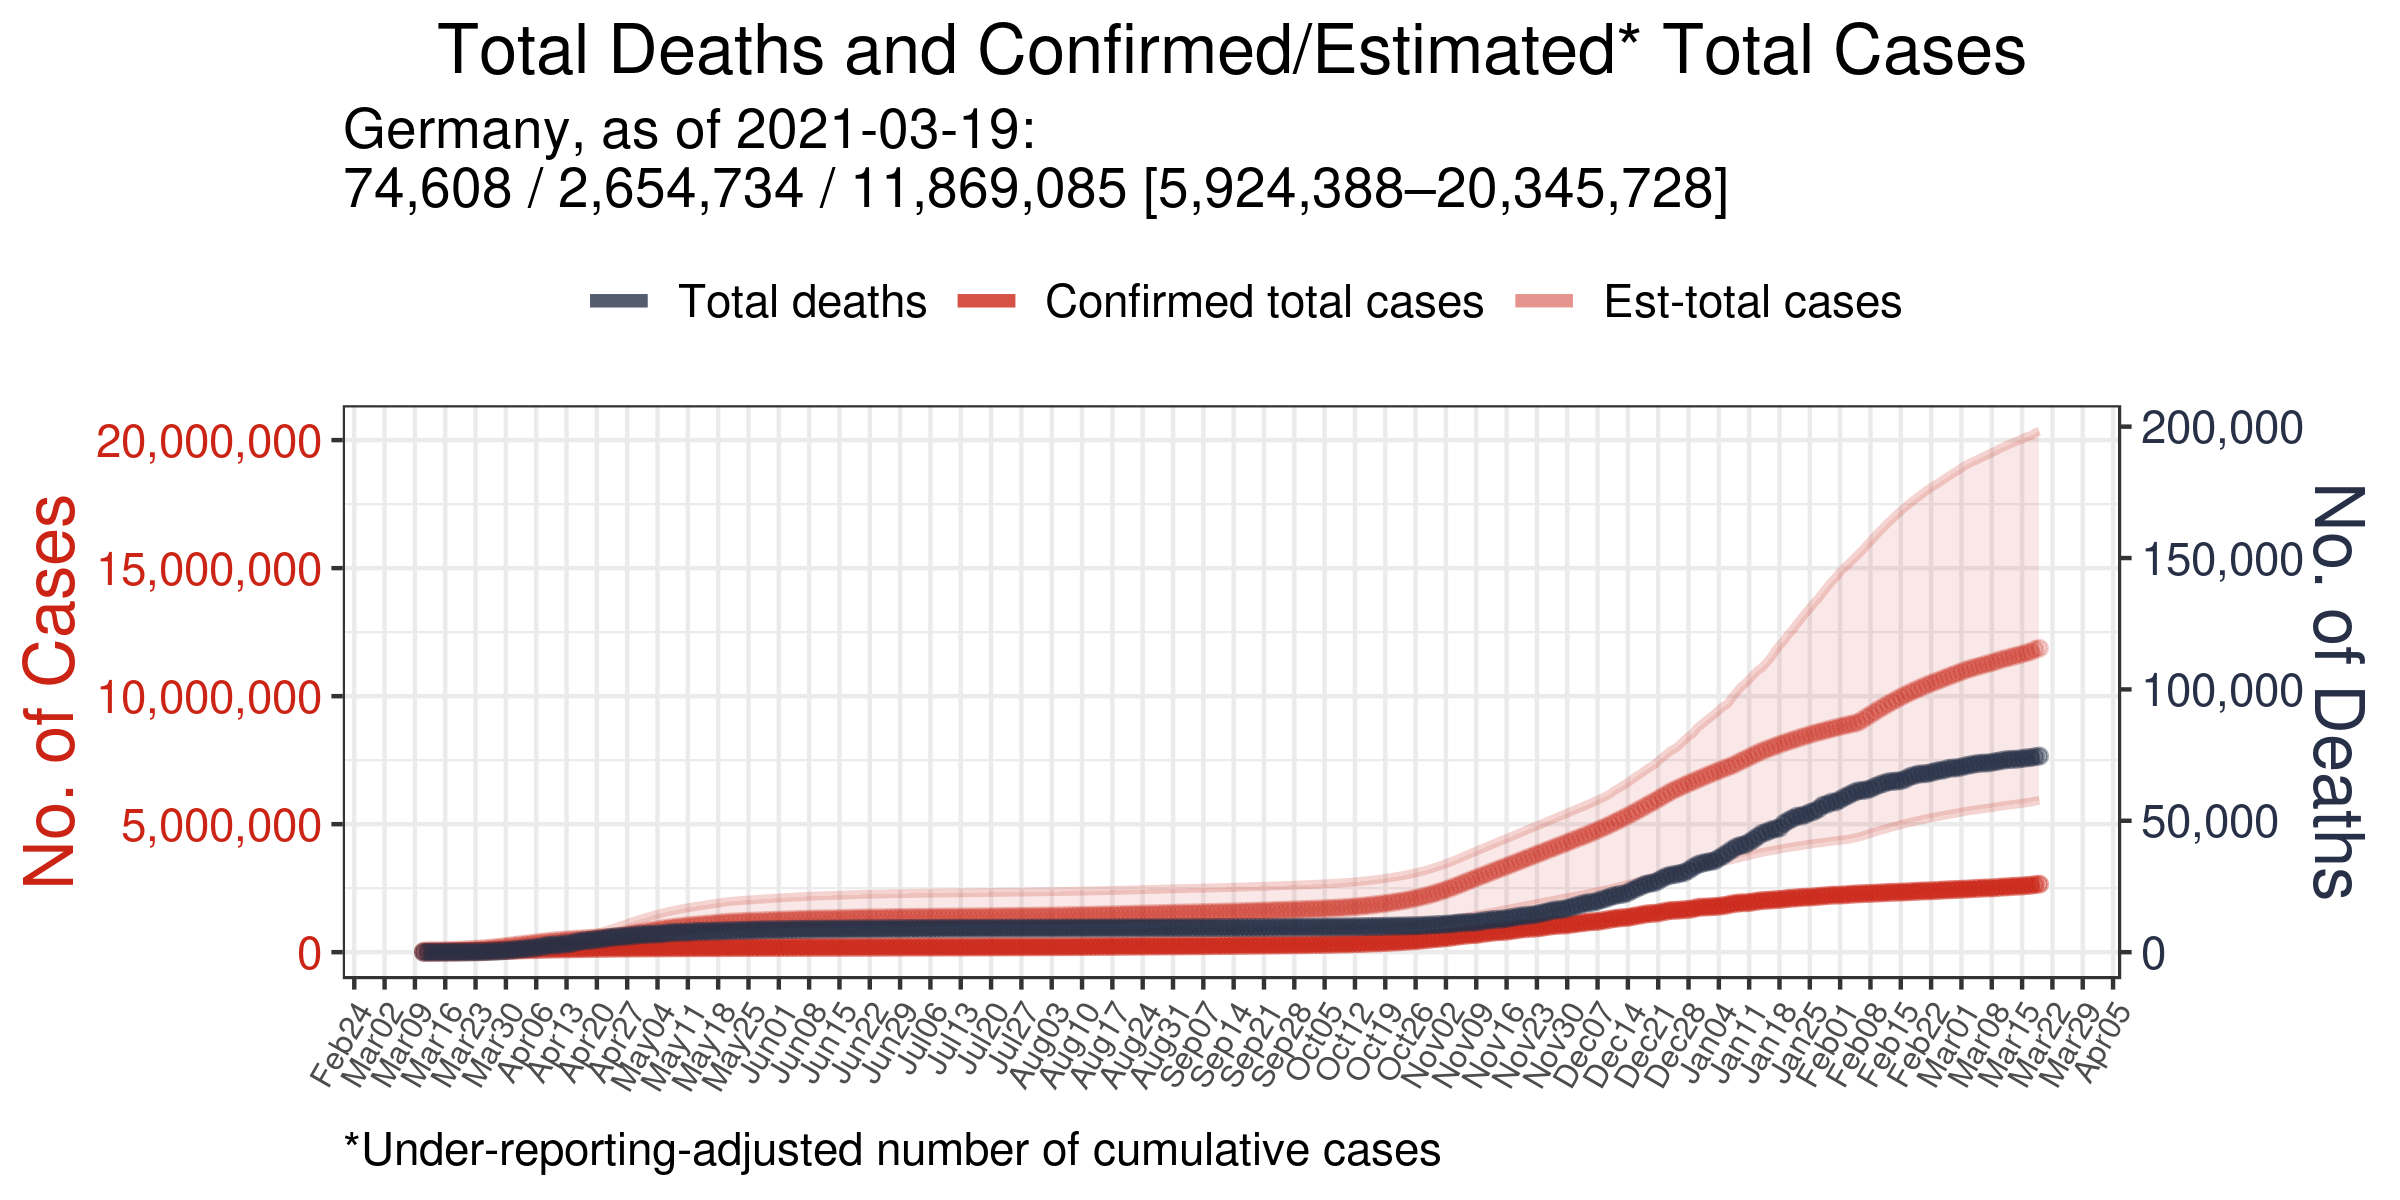 Total Deaths and Confirmed/Estimated* Total Cases
Germany, as of 2021-03-19:
74,608 / 2,654,734 / 11,869,085 [5,924,388–20,345,728]
Total deaths
Confirmed total cases
Est-total cases
No. of Cases
20,000,000
15,000,000
10,000,000
5,000,000
0
200,000
150,000
100,000
50,000
0
No. of Deaths
Feb24
Mar02
Mar09
Mar16
Mar23
Mar30
Apr06
Apr13
Apr20
Apr27
May04
May11
May18
May25
Jun01
Jun08
Jun15
Jun22
Jun29
Jul06
Jul13
Jul20
Jul27
Aug03
Aug10
Aug17
Aug24
Aug31
Sep07
Sep14
Sep21
Sep28
Oct05
Oct12
Oct19
Oct26
Nov02
Nov09
Nov16
Nov23
Nov30
Dec07
Dec14
Dec21
Dec28
Jan04
Jan11
Jan18
Jan25
Feb01
Feb08
Feb15
Feb22
Mar01
Mar08
Mar15
Mar22
Mar29
Apr05
*Under-reporting-adjusted number of cumulative cases